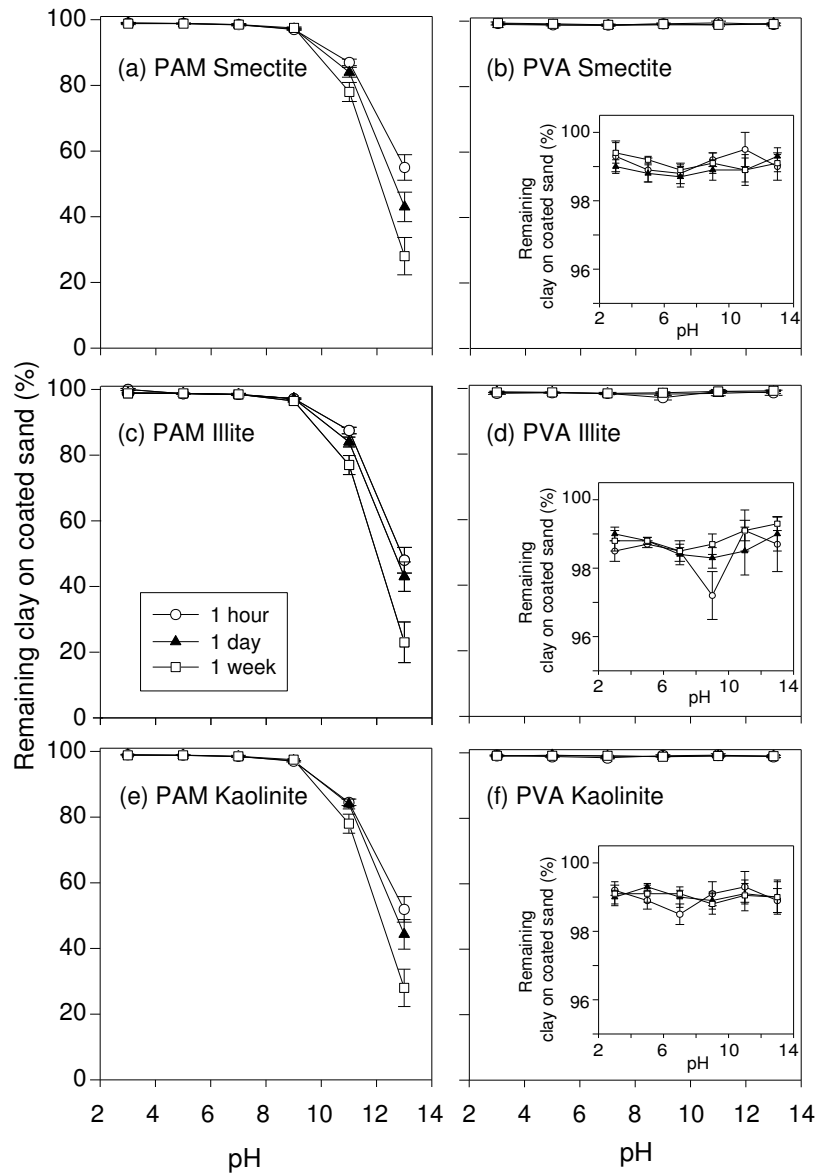 Remaining clay on coated sand (%)
100
80
60
40
20
0
(a) PAM Smectite
(b) PVA Smectite
Remaining
clay on coated sand (%)
100
98
96
2 6 10 14
pH
100
80
60
40
20
0
(c) PAM Illite
1 hour
1 day
1 week
(d) PVA Illite
Remaining
clay on coated sand (%)
100
98
96
2 6 10 14
pH
100
80
60
40
20
0
(e) PAM Kaolinite
2 4 6 8 10 12 14
pH
(f) PVA Kaolinite
Remaining
clay on coated sand (%)
100
98
96
2 6 10 14
pH
2 4 6 8 10 12 14
pH